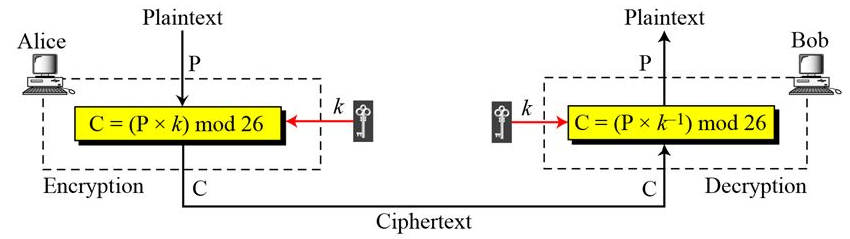 Plaintext
Plaintext
Alice
Bob
P
P
k
k
C = (P × k) mod 26
C = (P × k–1) mod 26
Encryption
C
C
Decryption
Ciphertext